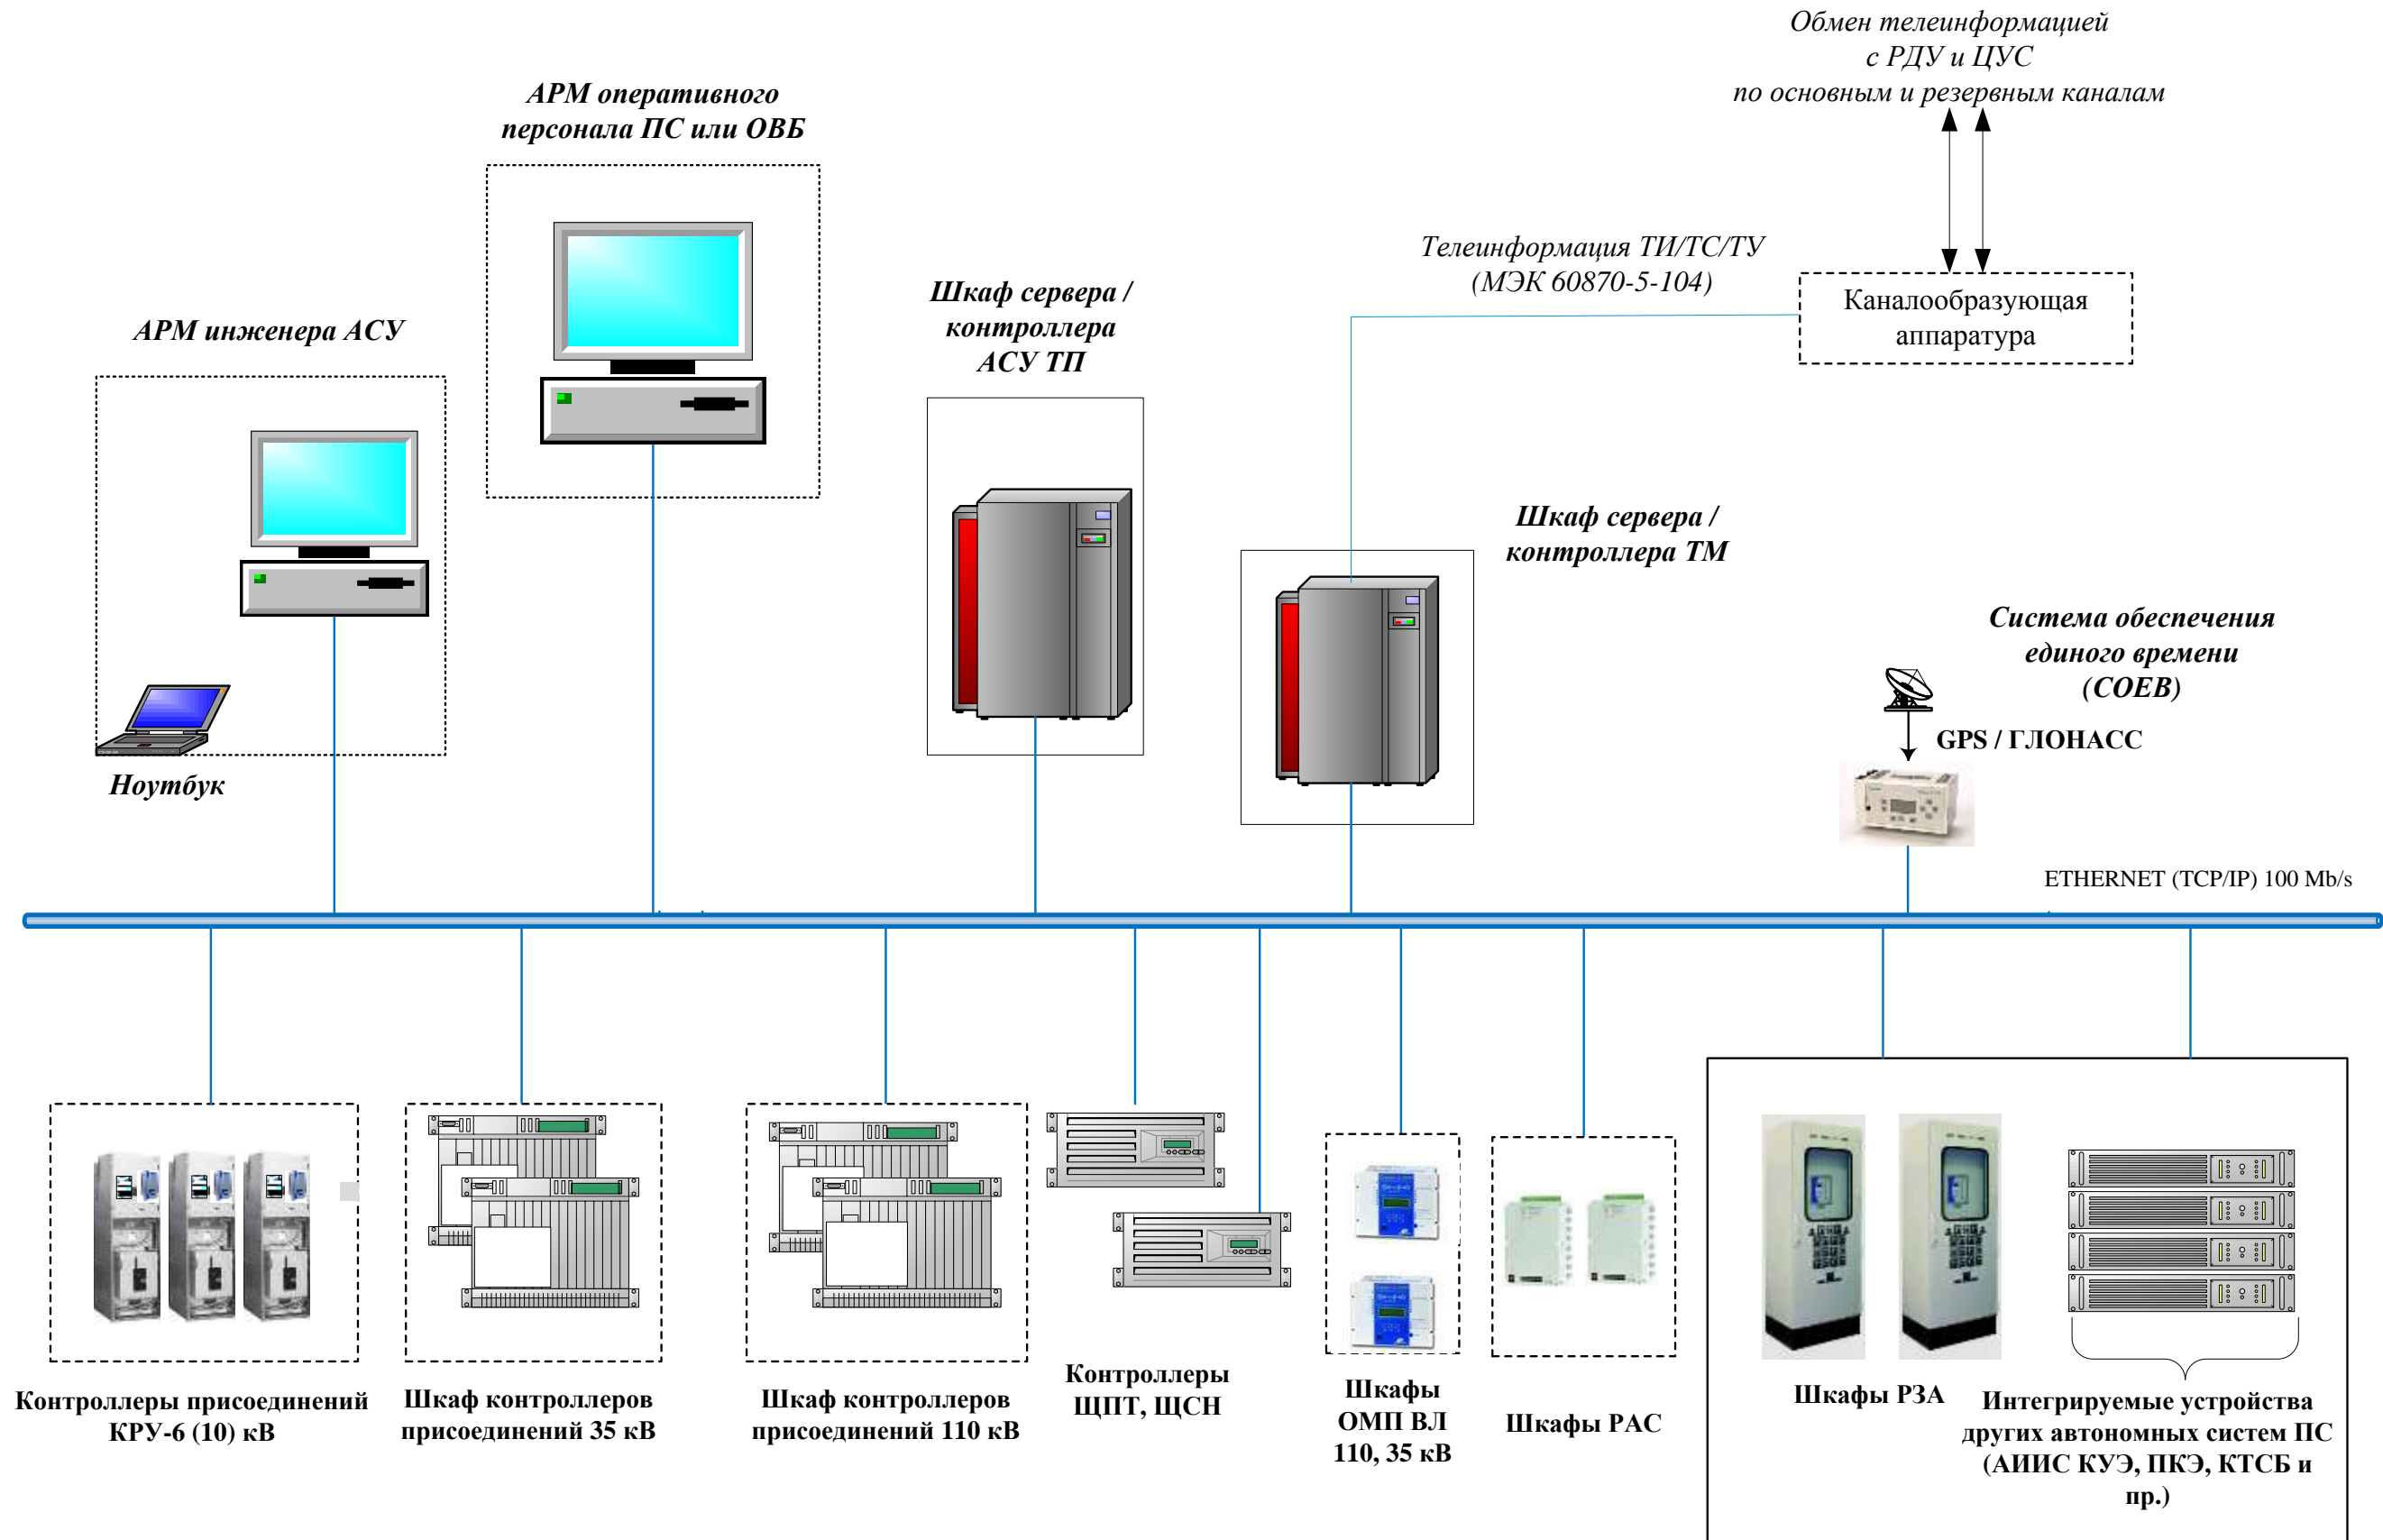 Обмен телеинформацией
с РДУ и ЦУС
по основным и резервным каналам
АРМ оперативного
персонала ПС или ОВБ
Телеинформация ТИ/ТС/ТУ
(МЭК 60870-5-104)
Каналообразующая
аппаратура
Шкаф сервера /
контроллера
АСУ ТП
АРМ инженера АСУ
Шкаф сервера /
контроллера ТМ
Система обеспечения
единого времени
(СОЕВ)
GPS / ГЛОНАСС
Ноутбук
ETHERNET (TCP/IP) 100 Mb/s
Контроллеры присоединений
КРУ-6 (10) кВ
Шкаф контроллеров
присоединений 35 кВ
Шкаф контроллеров
присоединений 110 кВ
Контроллеры
ЩПТ, ЩСН
Шкафы
ОМП ВЛ
110, 35 кВ
Шкафы РАС
Шкафы РЗА
Интегрируемые устройства
других автономных систем ПС
(АИИС КУЭ, ПКЭ, КТСБ и
пр.)